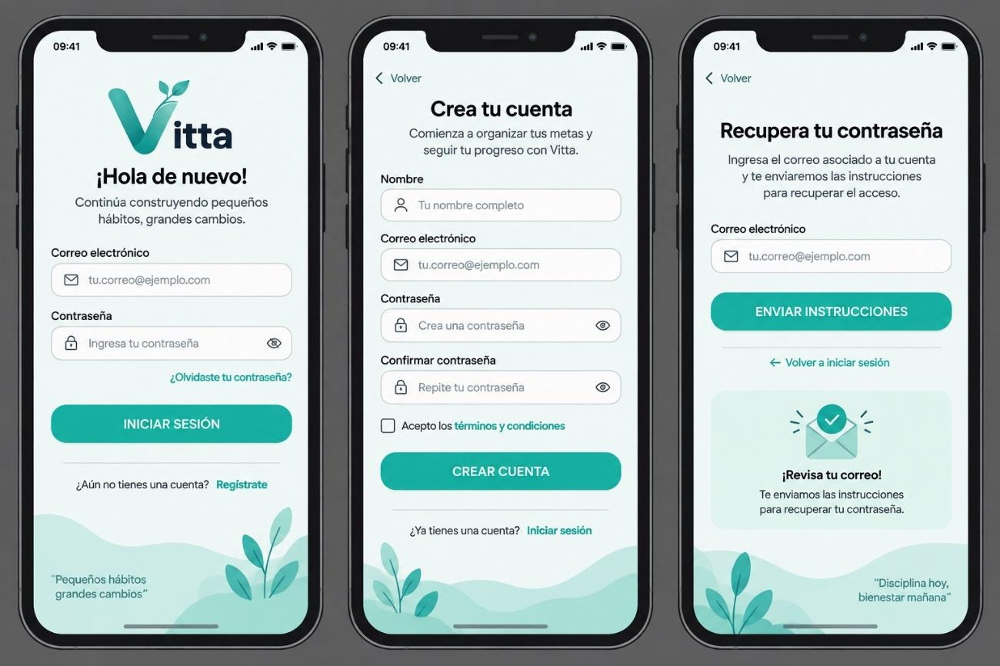 09:41
Vitta
¡Hola de nuevo!
Continúa construyendo pequeños
hábitos, grandes cambios.
Correo electrónico
tu.correo@ejemplo.com
Contraseña
Ingresa tu contraseña
¿Olvidaste tu contraseña?
INICIAR SESIÓN
¿Aún no tienes una cuenta? Regístrate
"Pequeños hábitos
grandes cambios"
09:41
Volver
Crea tu cuenta
Comienza a organizar tus metas y
seguir tu progreso con Vitta.
Nombre
Tu nombre completo
Correo electrónico
tu.correo@ejemplo.com
Contraseña
Crea una contraseña
Confirmar contraseña
Repite tu contraseña
Acepto los términos y condiciones
CREAR CUENTA
¿Ya tienes una cuenta? Iniciar sesión
09:41
Volver
Recupera tu contraseña
Ingresa el correo asociado a tu cuenta
y te enviaremos las instrucciones
para recuperar el acceso.
Correo electrónico
tu.correo@ejemplo.com
ENVIAR INSTRUCCIONES
← Volver a iniciar sesión
¡Revisa tu correo!
Te enviamos las instrucciones
para recuperar tu contraseña.
"Disciplina hoy,
bienestar mañana"